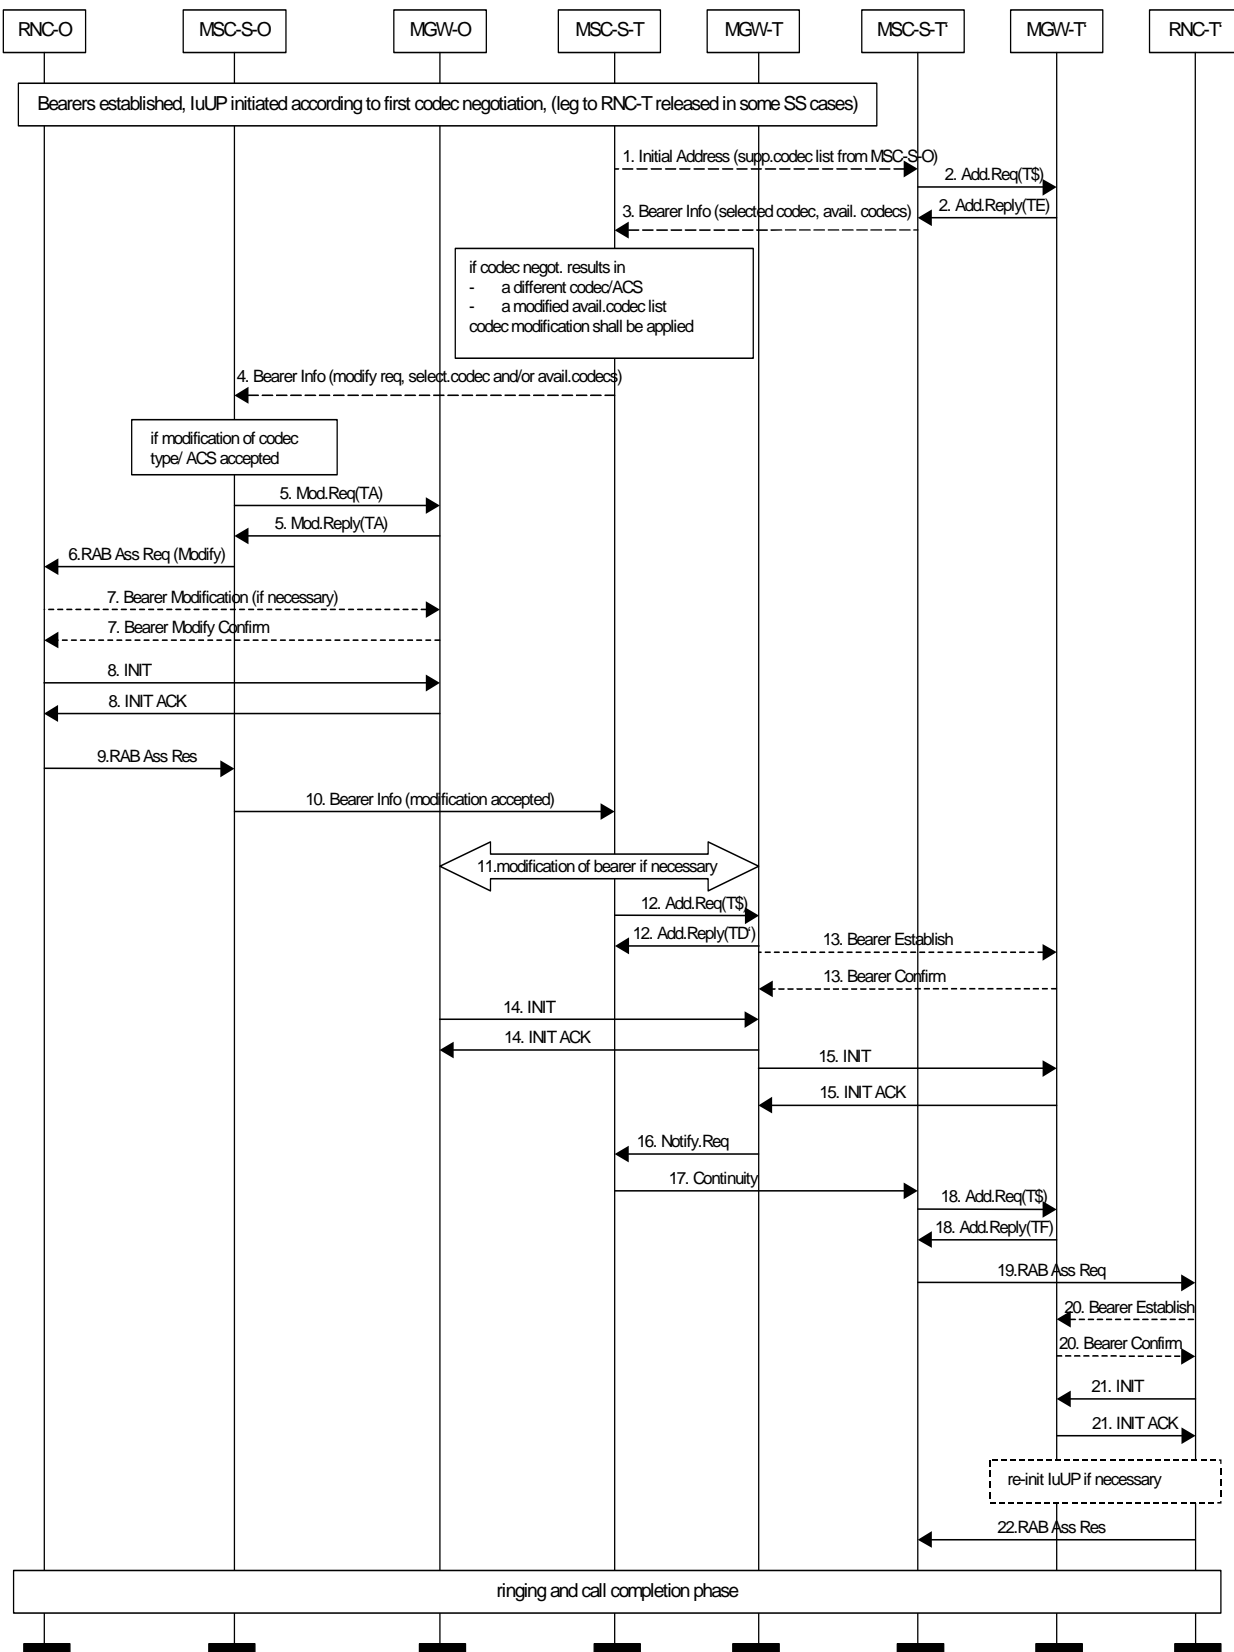 RNC-O
MSC-S-O
MGW-O
MSC-S-T
MGW-T
MSC-S-T‘
MGW-T‘
RNC-T‘
Bearers established, IuUP initiated according to first codec negotiation, (leg to RNC-T released in some SS cases)
1. Initial Address (supp.codec list from MSC-S-O)
2. Add.Req(T$)
2. Add.Reply(TE)
3. Bearer Info (selected codec, avail. codecs)
if codec negot. results in
- a different codec/ACS
- a modified avail.codec list
codec modification shall be applied
4. Bearer Info (modify req, select.codec and/or avail.codecs)
if modification of codec
type/ ACS accepted
5. Mod.Req(TA)
5. Mod.Reply(TA)
6.RAB Ass Req (Modify)
7. Bearer Modification (if necessary)
7. Bearer Modify Confirm
8. INIT
8. INIT ACK
9.RAB Ass Res
10. Bearer Info (modification accepted)
11.modification of bearer if necessary
12. Add.Req(T$)
12. Add.Reply(TD‘)
13. Bearer Establish
13. Bearer Confirm
14. INIT
14. INIT ACK
15. INIT
15. INIT ACK
16. Notify.Req
17. Continuity
18. Add.Req(T$)
18. Add.Reply(TF)
19.RAB Ass Req
20. Bearer Establish
20. Bearer Confirm
21. INIT
21. INIT ACK
re-init IuUP if necessary
22.RAB Ass Res
ringing and call completion phase